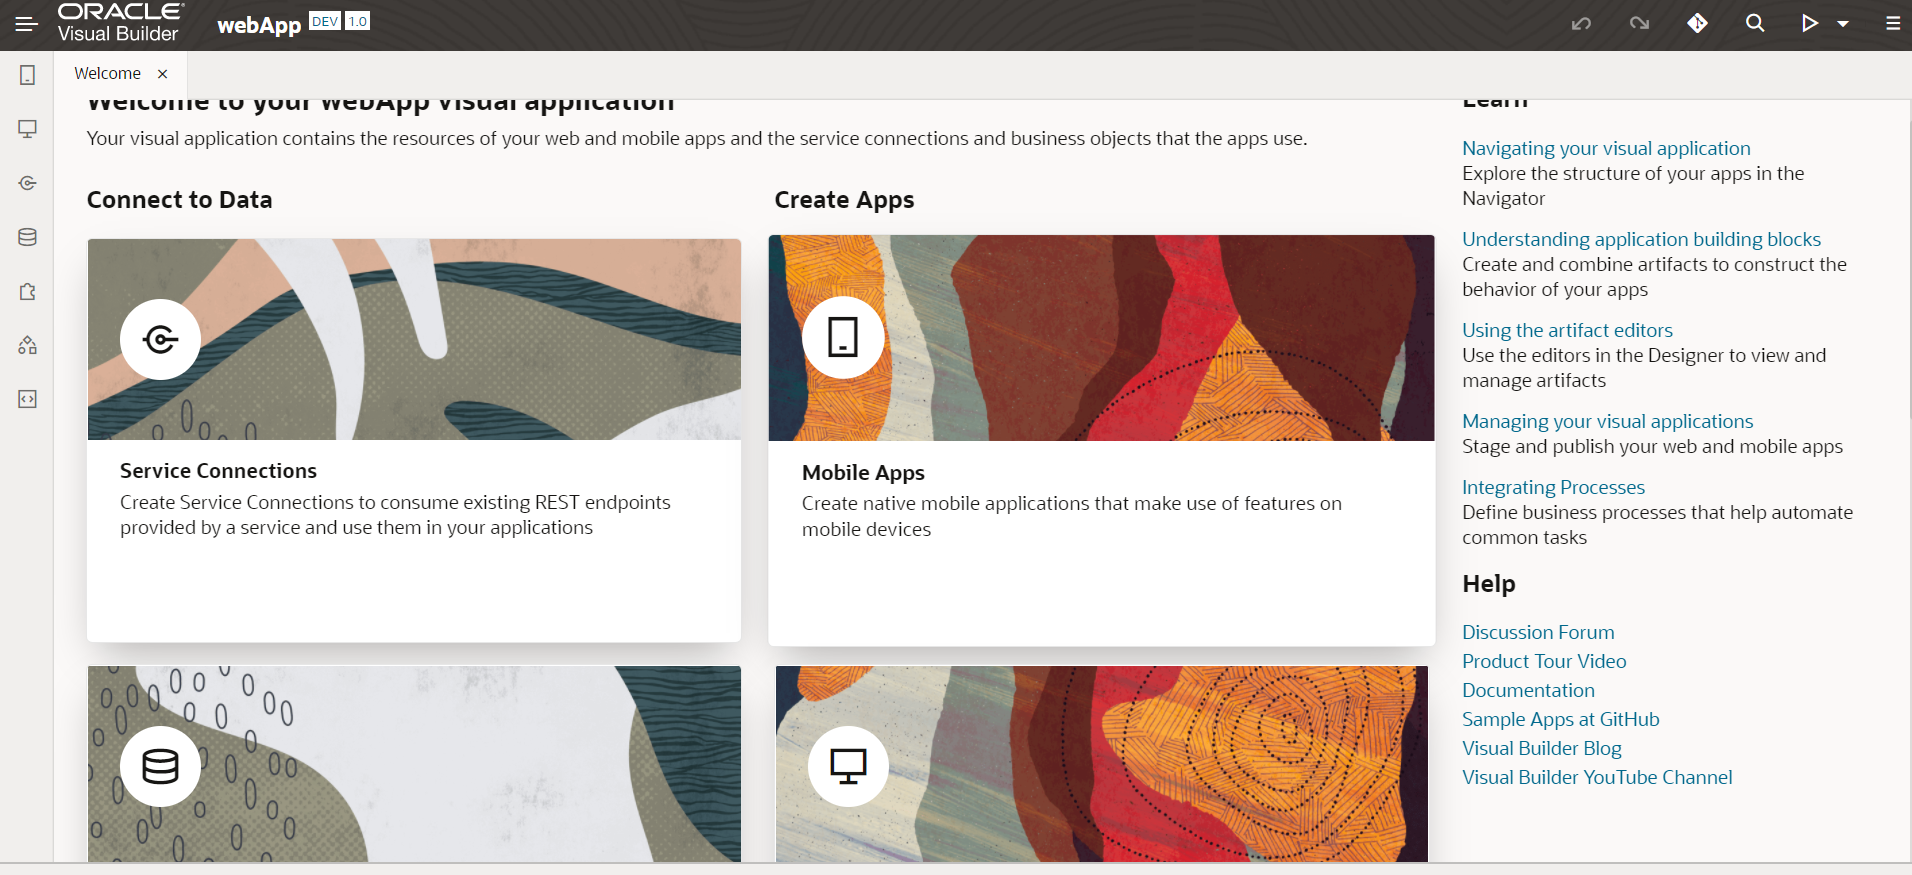 ORACLE
Visual Builder
webApp DEV 1.0
Welcome
Welcome to your webApp visual application
Your visual application contains the resources of your web and mobile apps and the service connections and business objects that the apps use.
Connect to Data
Service Connections
Create Service Connections to consume existing REST endpoints
provided by a service and use them in your applications
Create Apps
Mobile Apps
Create native mobile applications that make use of features on
mobile devices
Learn
Navigating your visual application
Explore the structure of your apps in the
Navigator
Understanding application building blocks
Create and combine artifacts to construct the
behavior of your apps
Using the artifact editors
Use the editors in the Designer to view and
manage artifacts
Managing your visual applications
Stage and publish your web and mobile apps
Integrating Processes
Define business processes that help automate
common tasks
Help
Discussion Forum
Product Tour Video
Documentation
Sample Apps at GitHub
Visual Builder Blog
Visual Builder YouTube Channel